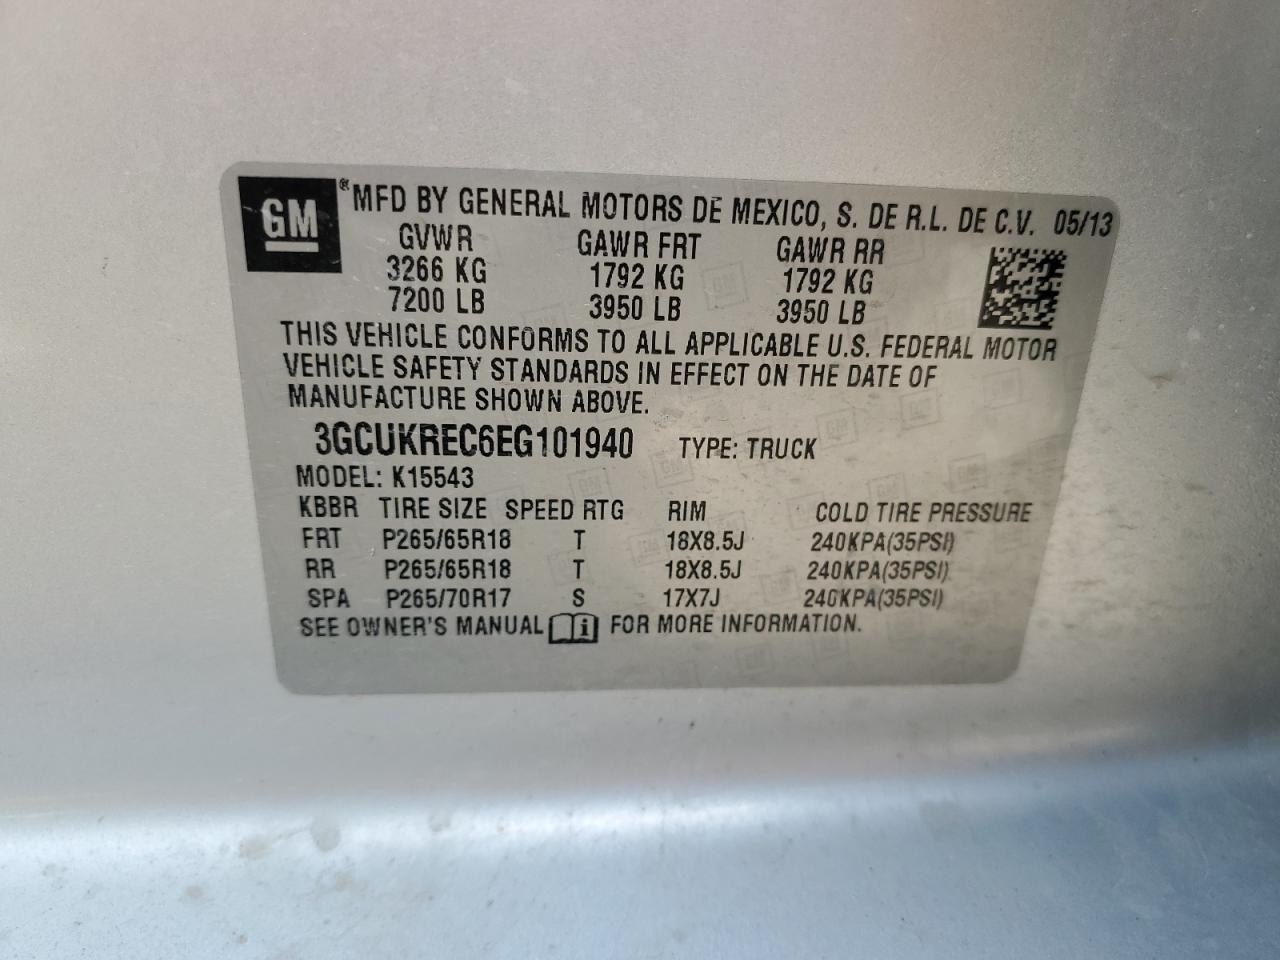 GM ® MFD BY GENERAL MOTORS DE MEXICO, S. DE R.L. DE C.V. 05/13
GVWR GAWR FRT GAWR RR
3266 KG 1792 KG 1792 KG
7200 LB 3950 LB 3950 LB
THIS VEHICLE CONFORMS TO ALL APPLICABLE U.S. FEDERAL MOTOR
VEHICLE SAFETY STANDARDS IN EFFECT ON THE DATE OF
MANUFACTURE SHOWN ABOVE.
3GCUKREC6EG101940 TYPE: TRUCK
MODEL: K15543
KBBR TIRE SIZE SPEED RTG RIM COLD TIRE PRESSURE
FRT P265/65R18 T 18X8.5J 240KPA(35PSI)
RR P265/65R18 T 18X8.5J 240KPA(35PSI)
SPA P265/70R17 S 17X7J 240KPA(35PSI)
SEE OWNER'S MANUAL i FOR MORE INFORMATION.